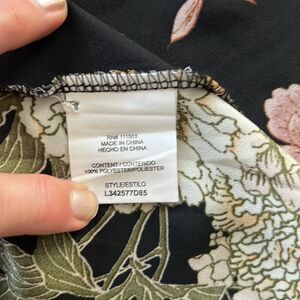 RN# 111503
MADE IN CHINA
HECHO EN CHINA
CONTENT / CONTENIDO
100% POLYESTER/POLIESTER
STYLE/ESTILO
L342577D85